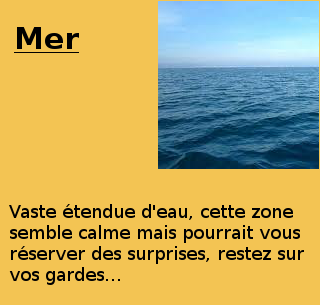 Mer
Vaste étendue d'eau, cette zone
semble calme mais pourrait vous
réserver des surprises, restez sur
vos gardes...